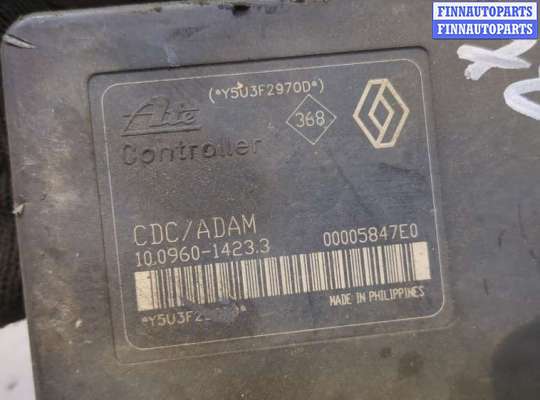 FINNAUTOPARTS
FINNAUTOPARTS
(*Y5U3F2970D*)
Ate
368
Controller
CDC/ADAM
10.0960-1423.3
00005847E0
MADE IN PHILIPPINES